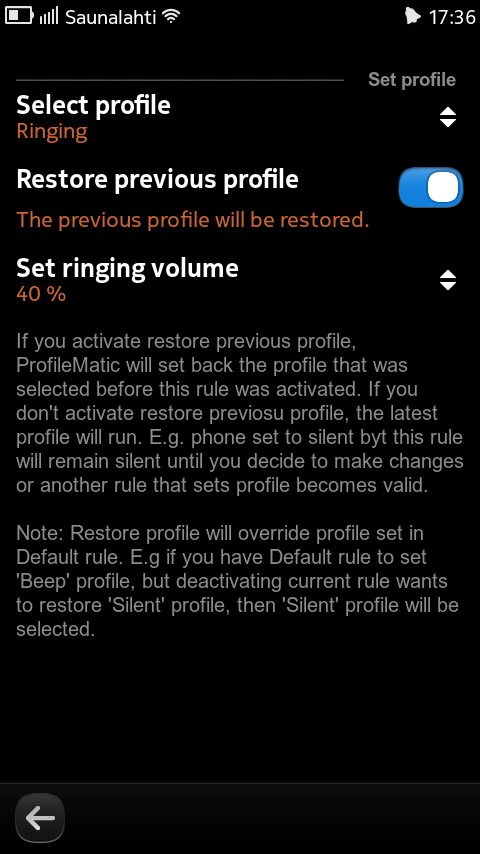 Saunalahti 17:36
Set profile
Select profile
Ringing
Restore previous profile
The previous profile will be restored.
Set ringing volume
40 %
If you activate restore previous profile,
ProfileMatic will set back the profile that was
selected before this rule was activated. If you
don't activate restore previosu profile, the latest
profile will run. E.g. phone set to silent byt this rule
will remain silent until you decide to make changes
or another rule that sets profile becomes valid.
Note: Restore profile will override profile set in
Default rule. E.g if you have Default rule to set
'Beep' profile, but deactivating current rule wants
to restore 'Silent' profile, then 'Silent' profile will be
selected.